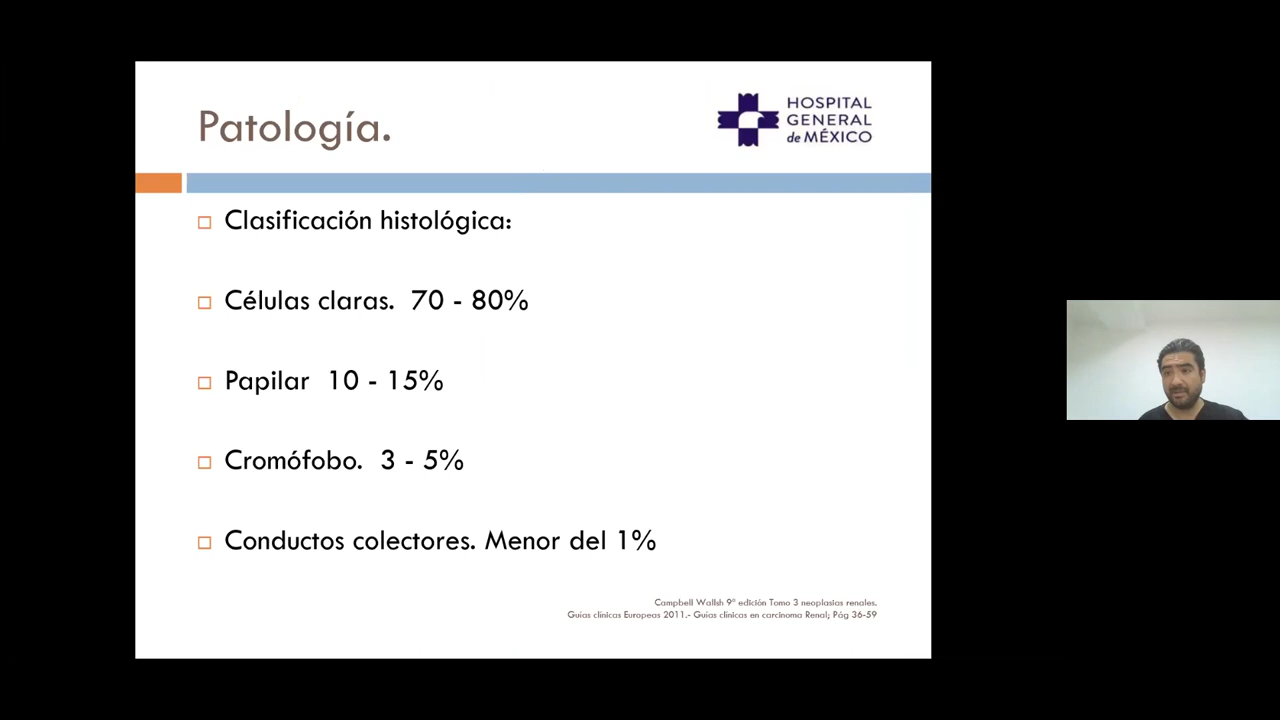 Patología.
HOSPITAL
GENERAL
de MÉXICO
Clasificación histológica:
Células claras. 70 - 80%
Papilar 10 - 15%
Cromófobo. 3 - 5%
Conductos colectores. Menor del 1%
Campbell Wallsh 9º edición Tomo 3 neoplasias renales.
Guías clínicas Europeas 2011.- Guías clínicas en carcinoma Renal; Pág 36-59